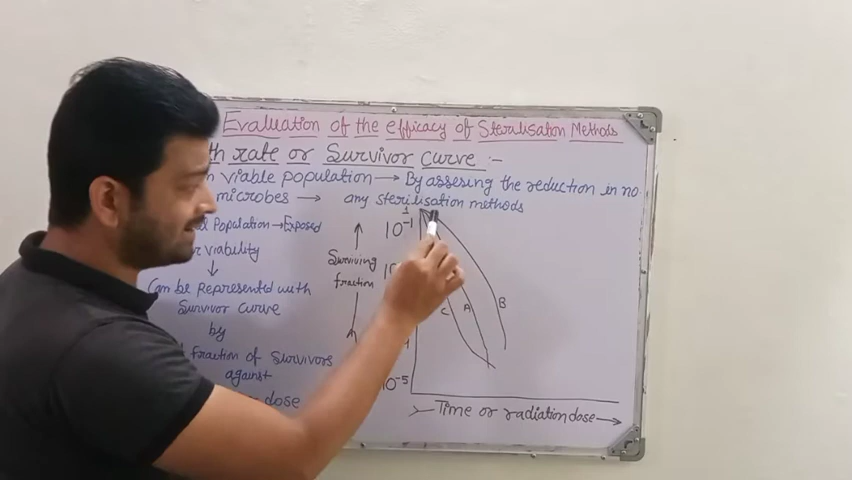 Evaluation of the efficacy of Sterilisation Methods
rate or Survivor curve :-
viable population → By assesing the reduction in no.
microbes → any sterilisation methods
Population → Exposed
viability
↓
Can be Represented with
Survivor curve
by
fraction of Survivors
against
dose
Surviving
fraction
1
10-1
10-5
C
A
B
Time or radiation dose →